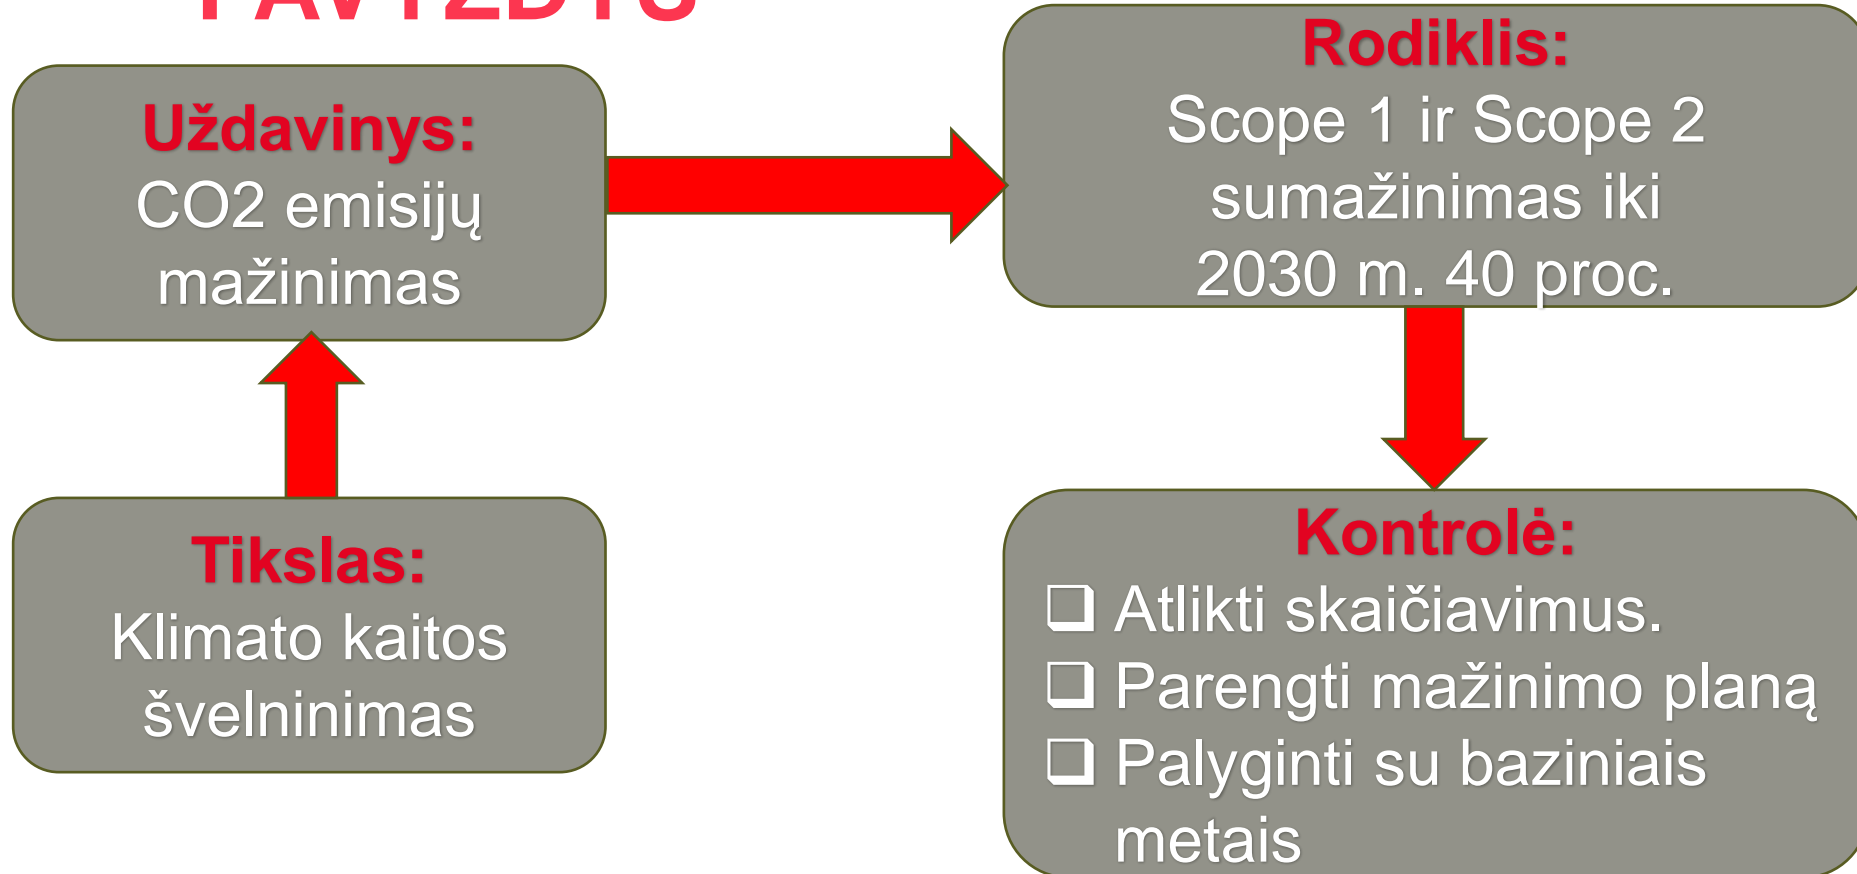 PAVYZDYS
Uždavinys:
CO2 emisijų
mažinimas
Rodiklis:
Scope 1 ir Scope 2
sumažinimas iki
2030 m. 40 proc.
Tikslas:
Klimato kaitos
švelninimas
Kontrolė:
❑ Atlikti skaičiavimus.
❑ Parengti mažinimo planą
❑ Palyginti su baziniais
metais